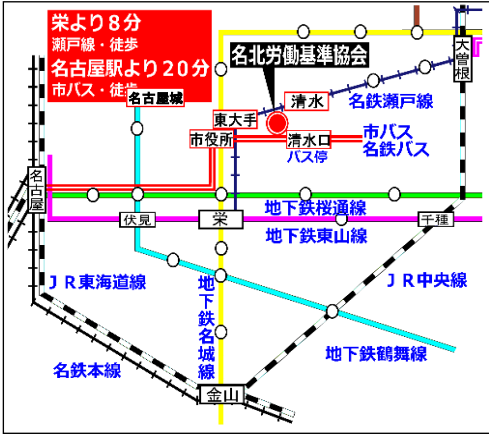 栄より8分
瀬戸線・徒歩
名古屋駅より20分
市バス・徒歩
名古屋城
名北労働基準協会
大曽根
清水
名鉄瀬戸線
東大手
市役所
清水口
バス停
市バス
名鉄バス
名古屋
地下鉄桜通線
伏見
栄
千種
地下鉄東山線
JR東海道線
地下鉄名城線
JR中央線
地下鉄鶴舞線
名鉄本線
金山